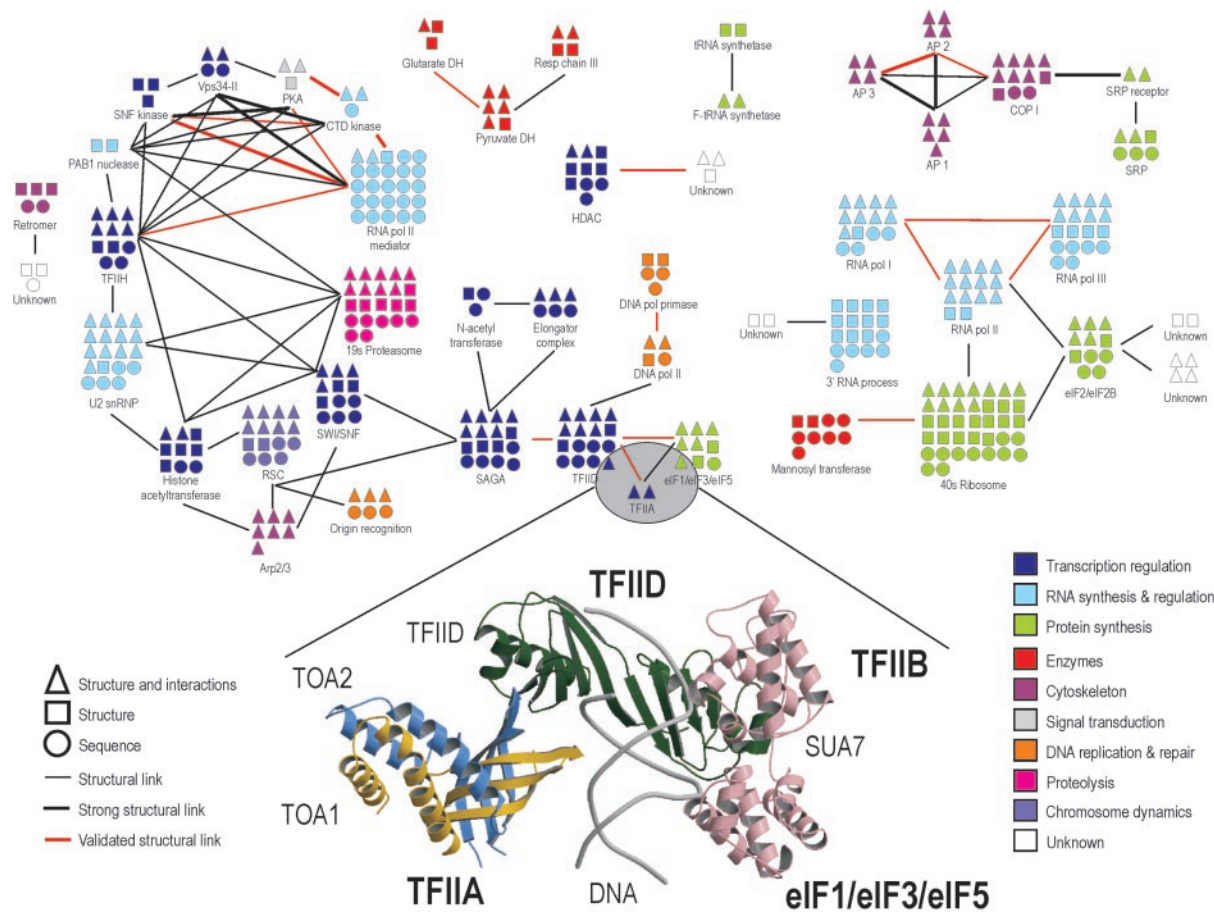 Glutarate DH
Resp chain III
Pyruvate DH
tRNA synthetase
F-tRNA synthetase
AP 2
AP 3
AP 1
COP I
SRP receptor
SRP
Vps34-II
PKA
SNF kinase
CTD kinase
PAB1 nuclease
RNA pol II
mediator
HDAC
Unknown
Retromer
Unknown
TFIIH
RNA pol I
RNA pol III
RNA pol II
19s Proteasome
N-acetyl
transferase
Elongator
complex
DNA pol primase
DNA pol II
Unknown
3' RNA process
eIF2/eIF2B
Unknown
Unknown
U2 snRNP
SWI/SNF
Histone
acetyltransferase
RSC
Origin recognition
Arp2/3
SAGA
TFIID
eIF1/eIF3/eIF5
TFIIA
Mannosyl transferase
40s Ribosome
TFIID
TFIID
TFIIB
TOA2
SUA7
TOA1
TFIIA
DNA
eIF1/eIF3/eIF5
Structure and interactions
Structure
Sequence
Structural link
Strong structural link
Validated structural link
Transcription regulation
RNA synthesis & regulation
Protein synthesis
Enzymes
Cytoskeleton
Signal transduction
DNA replication & repair
Proteolysis
Chromosome dynamics
Unknown